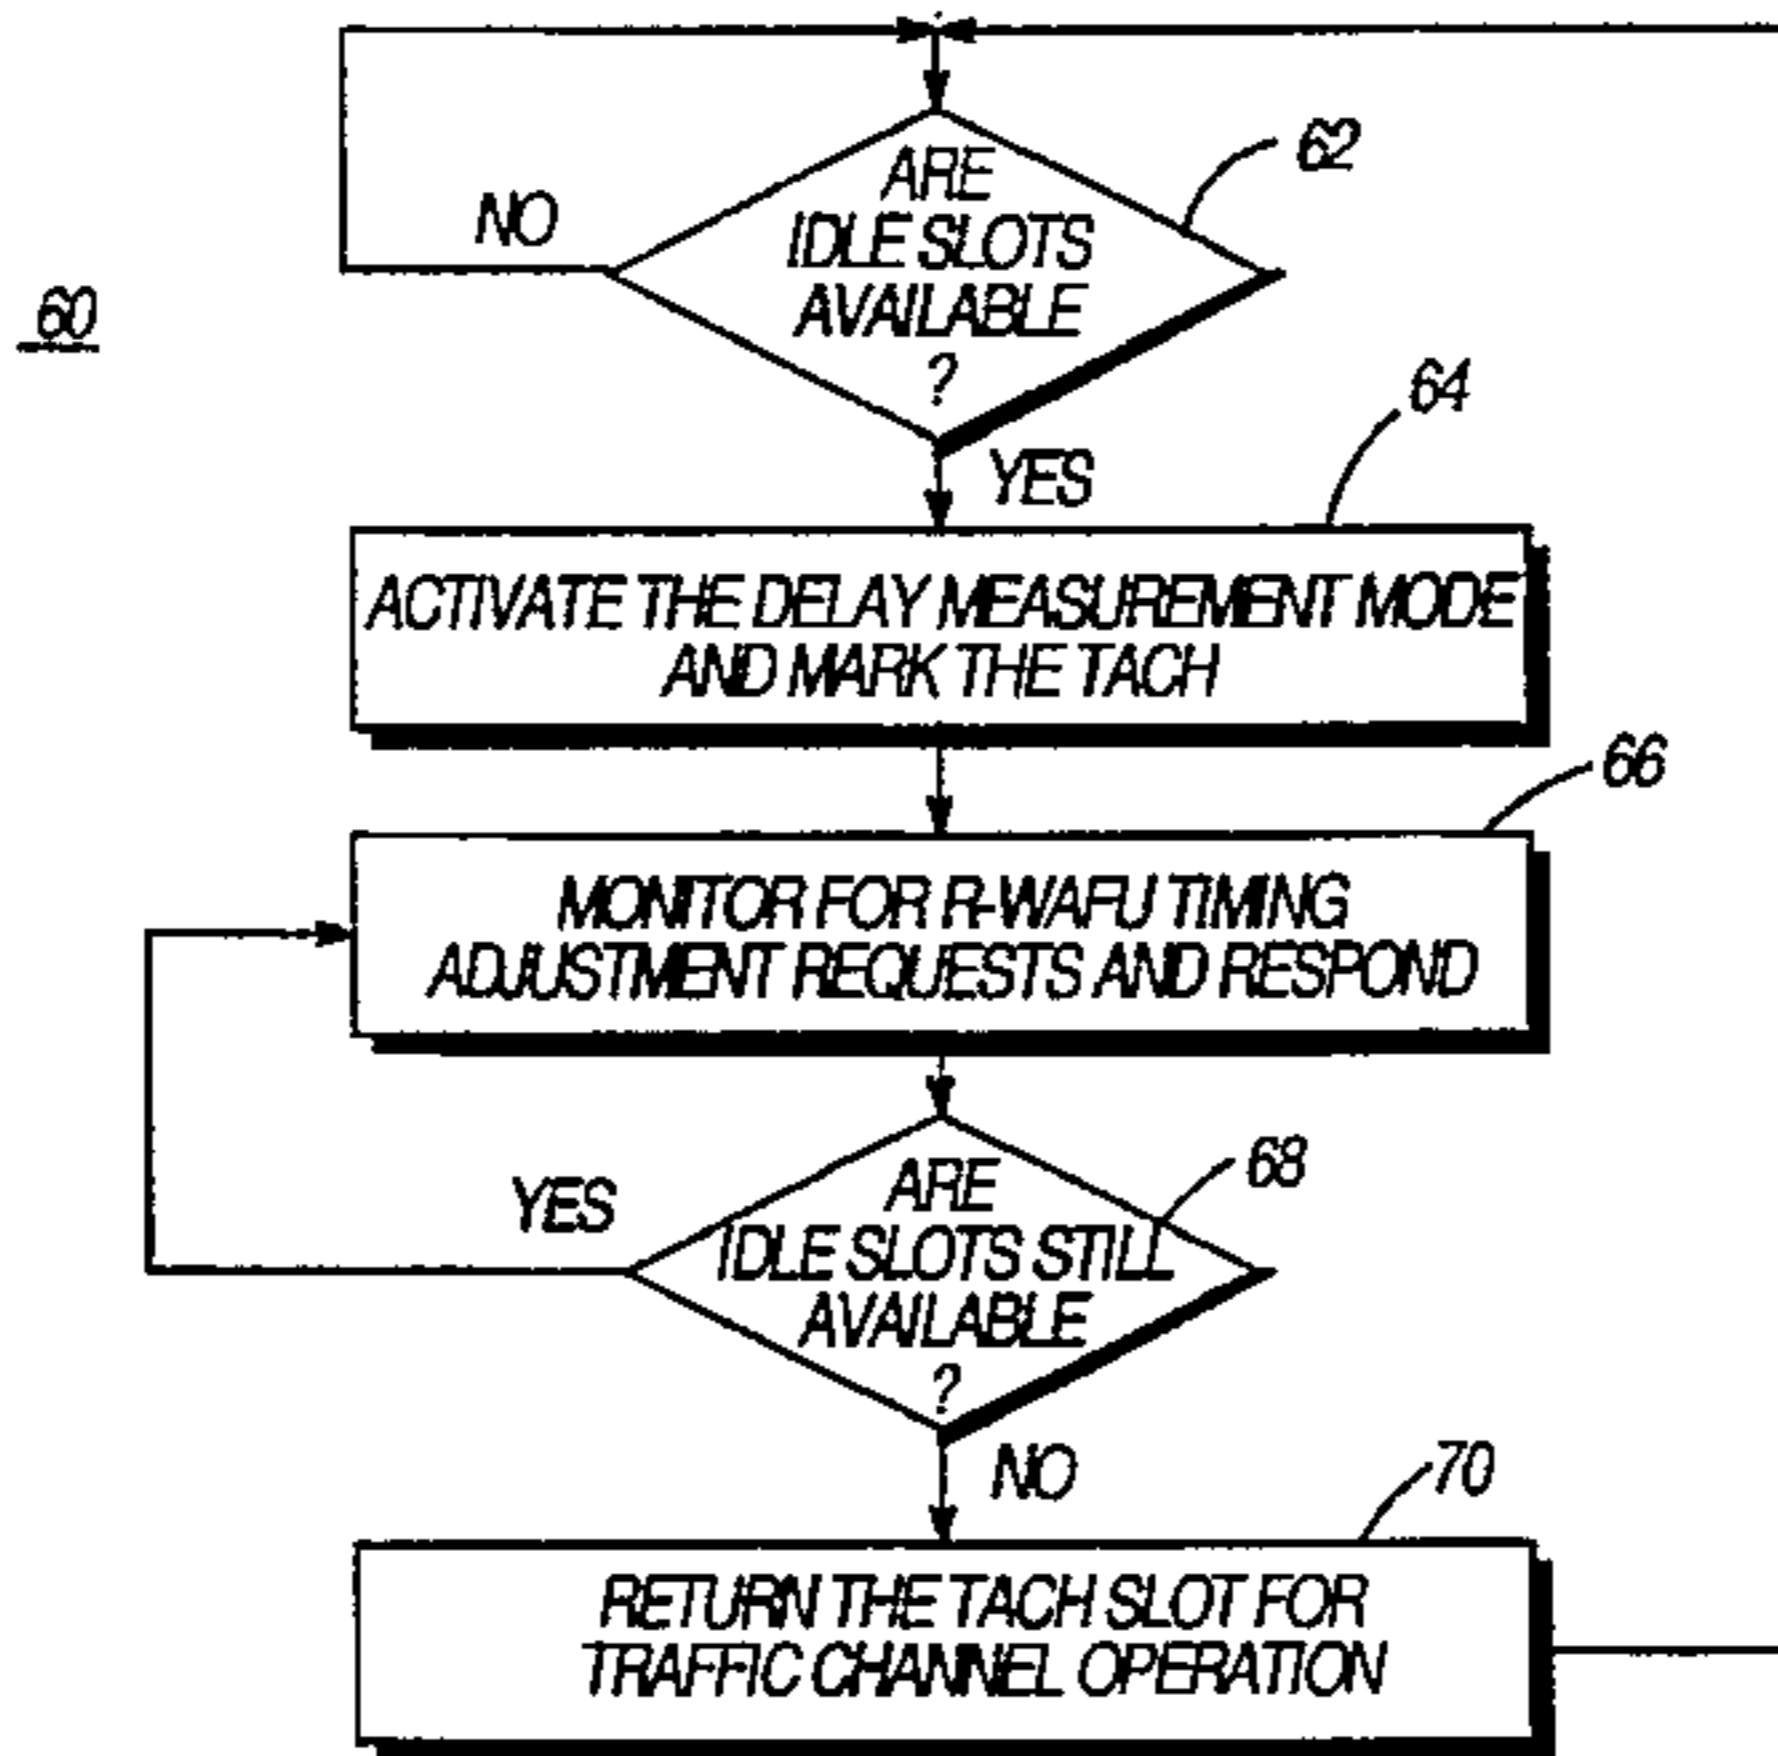 62
ARE
IDLE SLOTS
AVAILABLE
?
NO
60
YES
64
ACTIVATE THE DELAY MEASUREMENT MODE
AND MARK THE TACH
66
MONITOR FOR R-WAFU TIMING
ADJUSTMENT REQUESTS AND RESPOND
68
ARE
IDLE SLOTS STILL
AVAILABLE
?
YES
NO
70
RETURN THE TACH SLOT FOR
TRAFFIC CHANNEL OPERATION